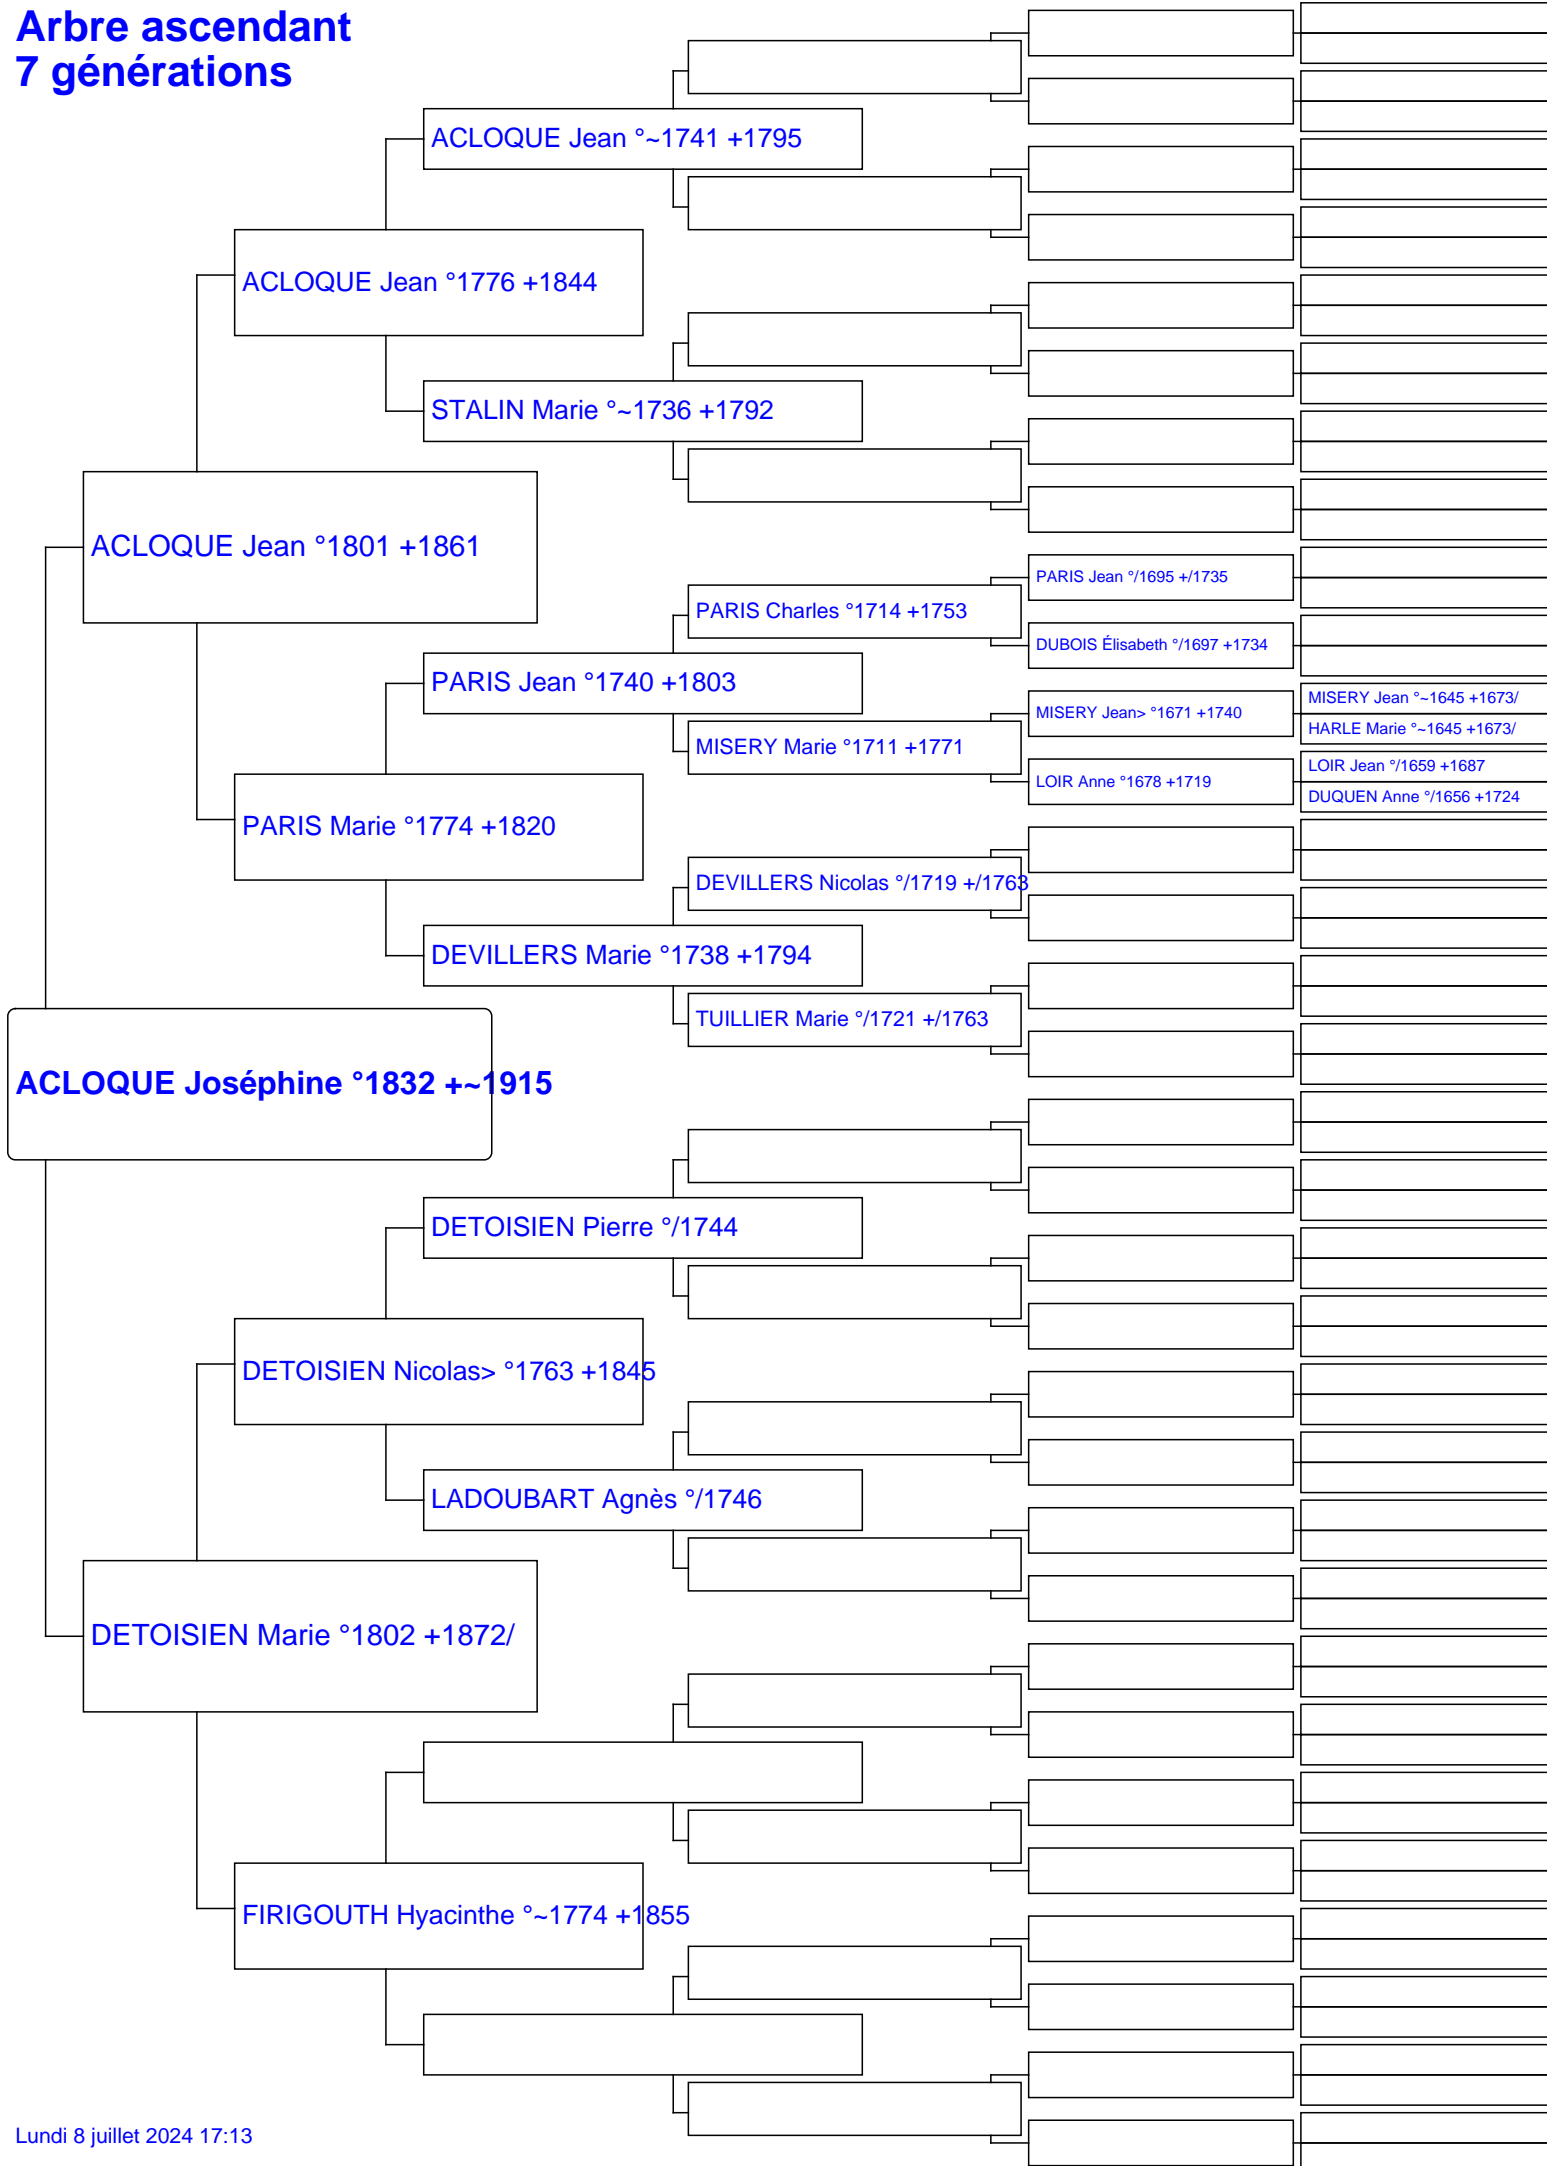 Arbre ascendant
7 générations
ACLOQUE Jean °~1741 +1795
ACLOQUE Jean °1776 +1844
STALIN Marie °~1736 +1792
ACLOQUE Jean °1801 +1861
PARIS Jean °/1695 +/1735
PARIS Charles °1714 +1753
DUBOIS Élisabeth °/1697 +1734
PARIS Jean °1740 +1803
MISERY Jean °~1645 +1673/
MISERY Jean> °1671 +1740
HARLE Marie °~1645 +1673/
MISERY Marie °1711 +1771
LOIR Jean °/1659 +1687
LOIR Anne °1678 +1719
DUQUEN Anne °/1656 +1724
PARIS Marie °1774 +1820
DEVILLERS Nicolas °/1719 +/1763
DEVILLERS Marie °1738 +1794
TUILLIER Marie °/1721 +/1763
ACLOQUE Joséphine °1832 +~1915
DETOISIEN Pierre °/1744
DETOISIEN Nicolas> °1763 +1845
LADOUBART Agnès °/1746
DETOISIEN Marie °1802 +1872/
FIRIGOUTH Hyacinthe °~1774 +1855
Lundi 8 juillet 2024 17:13